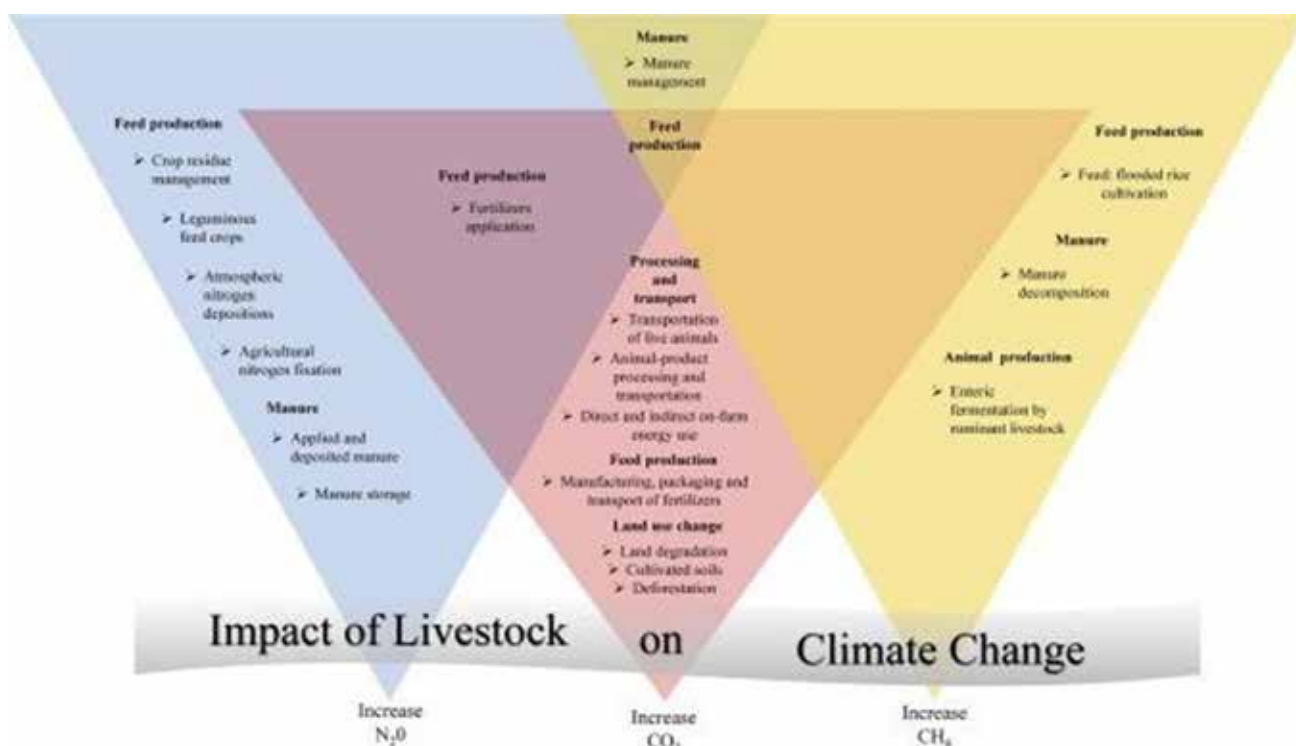 Manure
➢ Manure
management
Feed
production
Feed production
➢ Crop residue
management
➢ Leguminous
feed crops
➢ Atmospheric
nitrogen
depositions
➢ Agricultural
nitrogen fixation
Manure
➢ Applied and
deposited manure
➢ Manure storage
Feed production
➢ Fertilizers
application
Processing
and
transport
➢ Transportation
of live animals
➢ Animal-product
processing and
transportation
➢ Direct and indirect on-farm
energy use
Food production
➢ Manufacturing, packaging and
transport of fertilizers
Land use change
➢ Land degradation
➢ Cultivated soils
➢ Deforestation
Feed production
➢ Feed: flooded rice
cultivation
Manure
➢ Manure
decomposition
Animal production
➢ Enteric
fermentation by
ruminant livestock
Impact of Livestock on Climate Change
Increase
N₂0
Increase
CO₂
Increase
CH₄